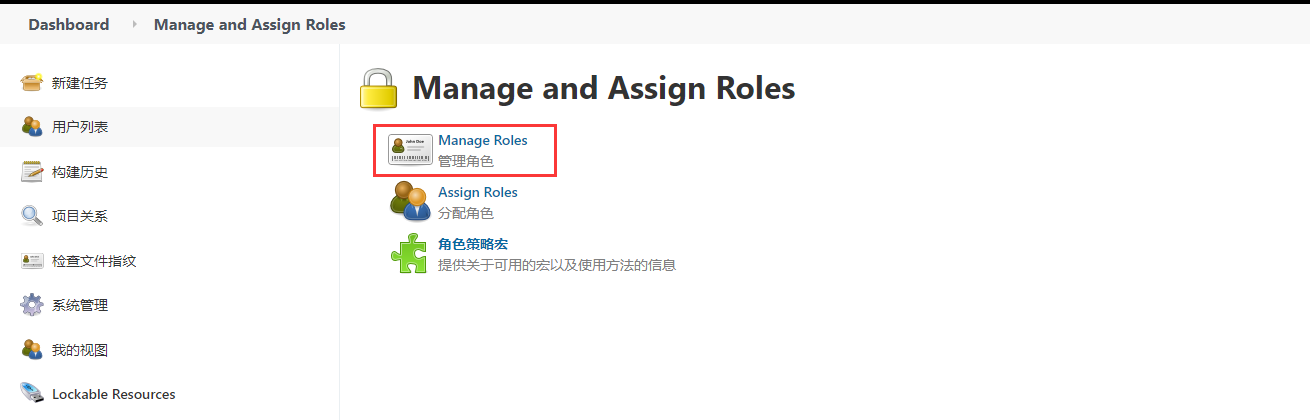 Dashboard
Manage and Assign Roles
新建任务
用户列表
构建历史
项目关系
检查文件指纹
系统管理
我的视图
Lockable Resources
Manage and Assign Roles
John Doe
Manage Roles
管理角色
Assign Roles
分配角色
角色策略宏
提供关于可用的宏以及使用方法的信息